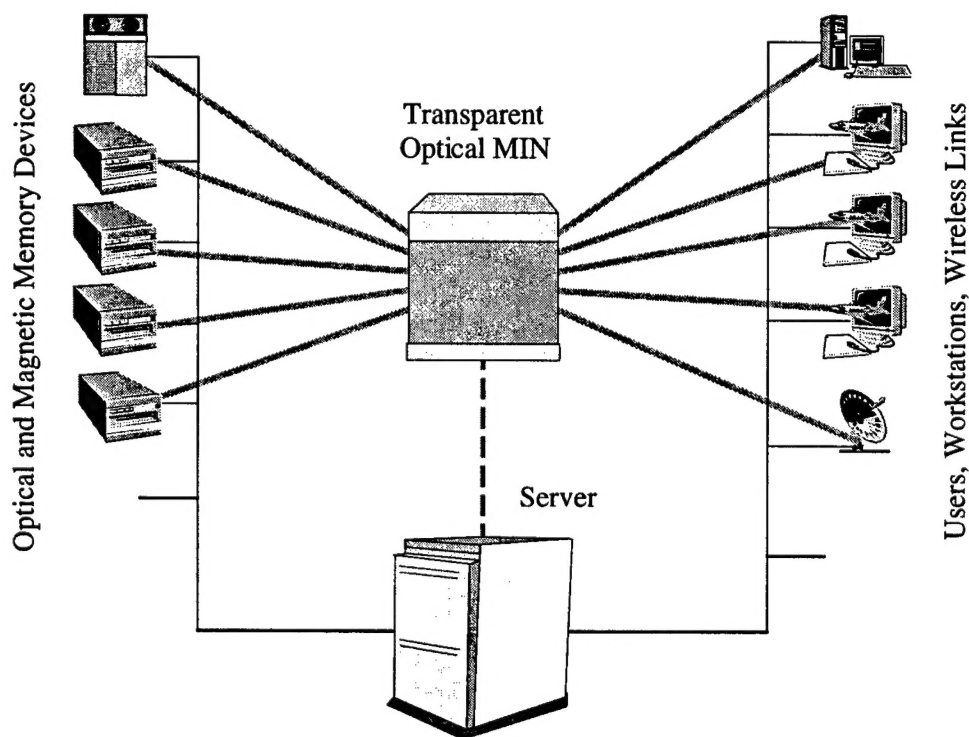 Optical and Magnetic Memory Devices
Transparent
Optical MIN
Server
Users, Workstations, Wireless Links